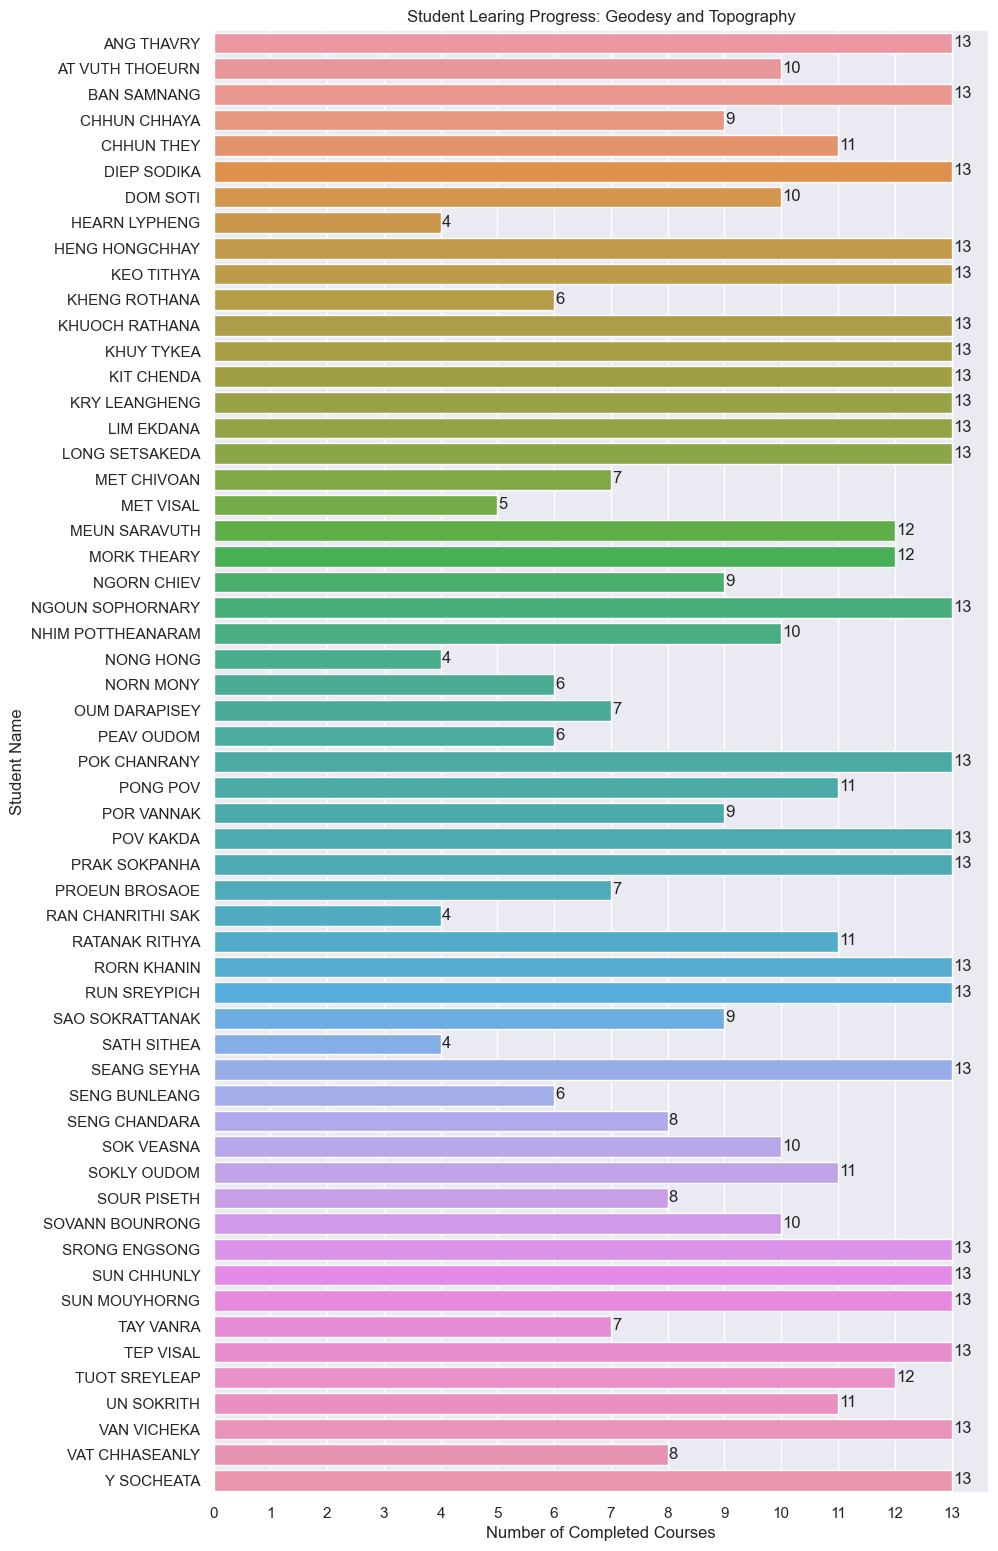 Student Learing Progress: Geodesy and Topography
ANG THAVRY 13
AT VUTH THOEURN 10
BAN SAMNANG 13
CHHUN CHHAYA 9
CHHUN THEY 11
DIEP SODIKA 13
DOM SOTI 10
HEARN LYPHENG 4
HENG HONGCHHAY 13
KEO TITHYA 13
KHENG ROTHANA 6
KHUOCH RATHANA 13
KHUY TYKEA 13
KIT CHENDA 13
KRY LEANGHENG 13
LIM EKDANA 13
LONG SETSAKEDA 13
MET CHIVOAN 7
MET VISAL 5
MEUN SARAVUTH 12
MORK THEARY 12
NGORN CHIEV 9
NGOUN SOPHORNARY 13
NHIM POTTHEANARAM 10
NONG HONG 4
NORN MONY 6
OUM DARAPISEY 7
PEAV OUDOM 6
POK CHANRANY 13
PONG POV 11
POR VANNAK 9
POV KAKDA 13
PRAK SOKPANHA 13
PROEUN BROSAOE 7
RAN CHANRITHI SAK 4
RATANAK RITHYA 11
RORN KHANIN 13
RUN SREYPICH 13
SAO SOKRATTANAK 9
SATH SITHEA 4
SEANG SEYHA 13
SENG BUNLEANG 6
SENG CHANDARA 8
SOK VEASNA 10
SOKLY OUDOM 11
SOUR PISETH 8
SOVANN BOUNRONG 10
SRONG ENGSONG 13
SUN CHHUNLY 13
SUN MOUYHORNG 13
TAY VANRA 7
TEP VISAL 13
TUOT SREYLEAP 12
UN SOKRITH 11
VAN VICHEKA 13
VAT CHHASEANLY 8
Y SOCHEATA 13
Student Name
0 1 2 3 4 5 6 7 8 9 10 11 12 13
Number of Completed Courses